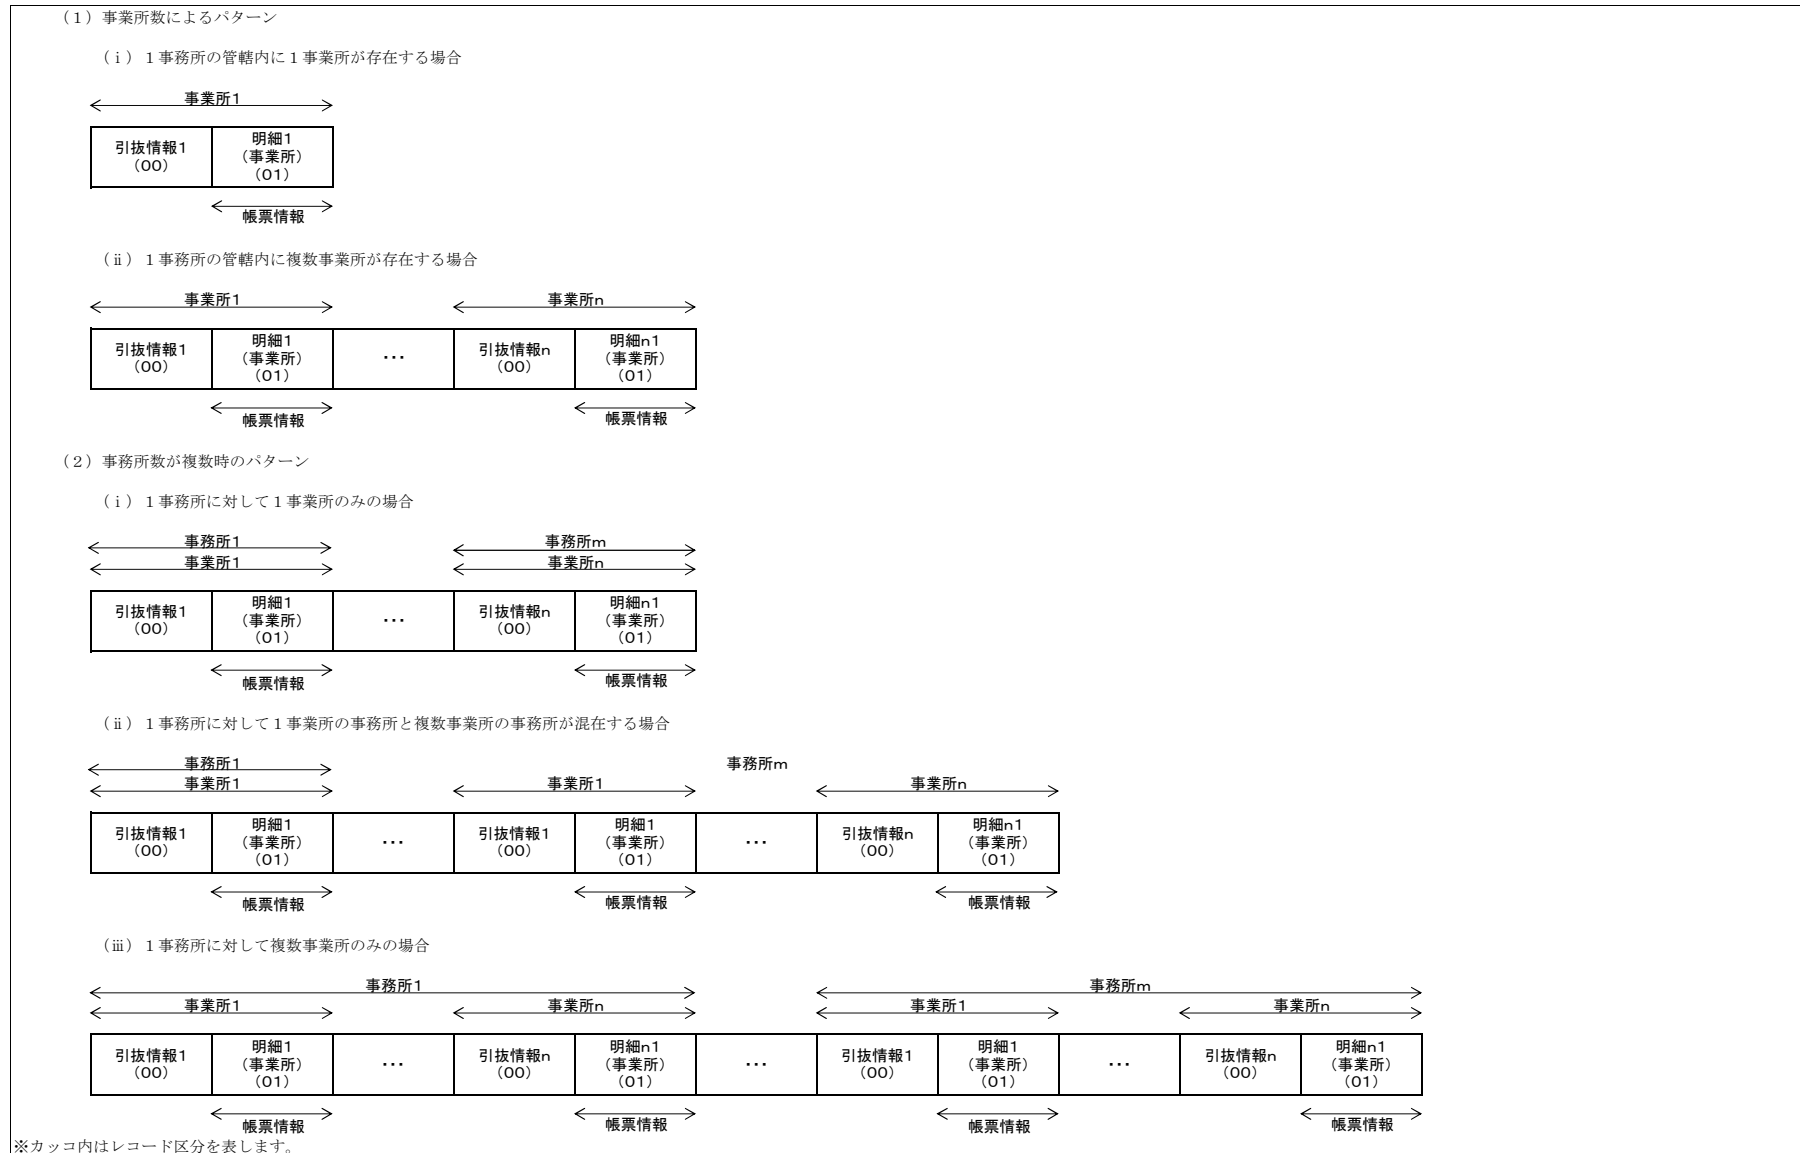 （１）事業所数によるパターン
（ⅰ）１事務所の管轄内に１事業所が存在する場合
事業所1
引抜情報1
（00）
明細1
（事業所）
（01）
帳票情報
（ⅱ）１事務所の管轄内に複数事業所が存在する場合
事業所1
事業所n
引抜情報1
（00）
明細1
（事業所）
（01）
･･･
引抜情報n
（00）
明細n1
（事業所）
（01）
帳票情報
帳票情報
（２）事務所数が複数時のパターン
（ⅰ）１事務所に対して１事業所のみの場合
事務所1
事務所m
事業所1
事業所n
引抜情報1
（00）
明細1
（事業所）
（01）
･･･
引抜情報n
（00）
明細n1
（事業所）
（01）
帳票情報
帳票情報
（ⅱ）１事務所に対して１事業所の事務所と複数事業所の事務所が混在する場合
事務所1
事務所m
事業所1
事業所1
事業所n
引抜情報1
（00）
明細1
（事業所）
（01）
･･･
引抜情報1
（00）
明細1
（事業所）
（01）
･･･
引抜情報n
（00）
明細n1
（事業所）
（01）
帳票情報
帳票情報
帳票情報
（ⅲ）１事務所に対して複数事業所のみの場合
事務所1
事務所m
事業所1
事業所n
事業所1
事業所n
引抜情報1
（00）
明細1
（事業所）
（01）
･･･
引抜情報n
（00）
明細n1
（事業所）
（01）
･･･
引抜情報1
（00）
明細1
（事業所）
（01）
･･･
引抜情報n
（00）
明細n1
（事業所）
（01）
帳票情報
帳票情報
帳票情報
帳票情報
※カッコ内はレコード区分を表します。